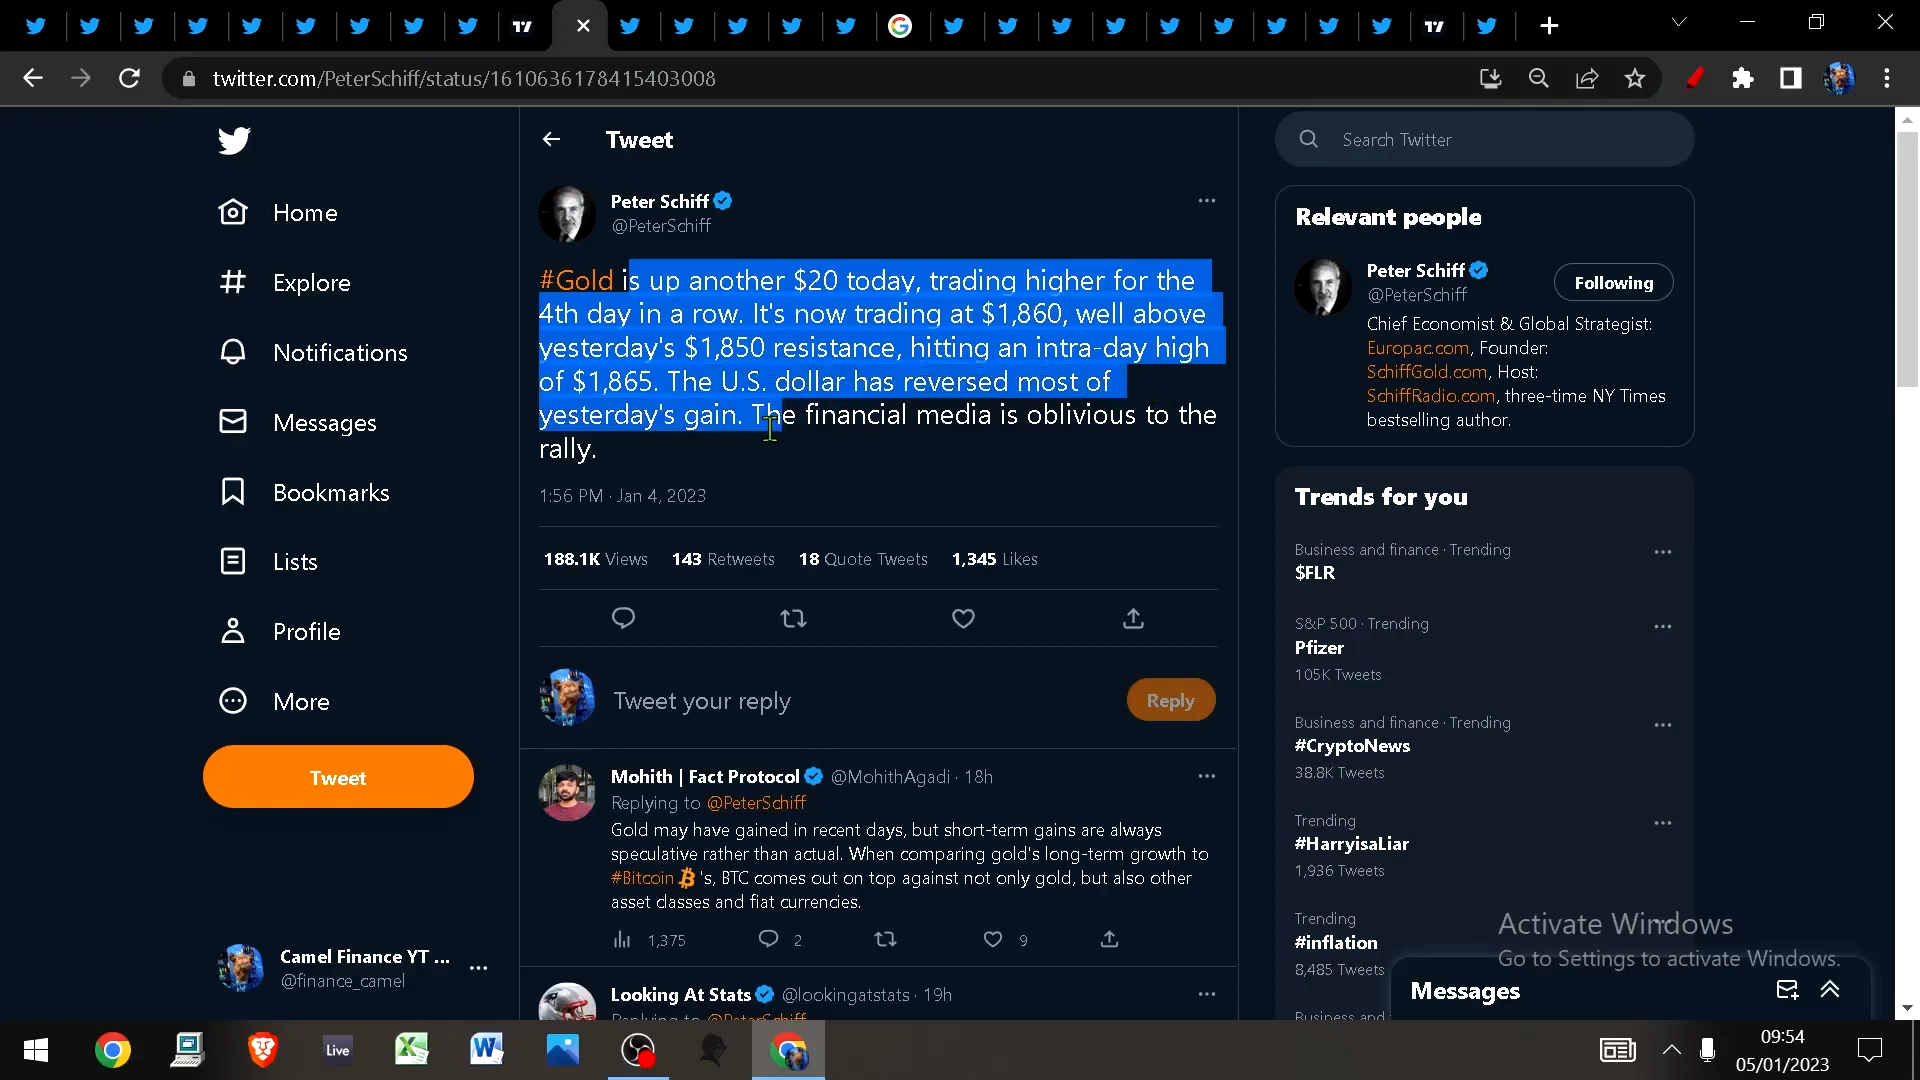 twitter.com/PeterSchiff/status/1610636178415403008
Home
Explore
Notifications
Messages
Bookmarks
Lists
Profile
More
Tweet
Camel Finance YT ...
@finance_camel
Tweet
Peter Schiff
@PeterSchiff
#Gold is up another $20 today, trading higher for the
4th day in a row. It's now trading at $1,860, well above
yesterday's $1,850 resistance, hitting an intra-day high
of $1,865. The U.S. dollar has reversed most of
yesterday's gain. The financial media is oblivious to the
rally.
1:56 PM · Jan 4, 2023
188.1K Views 143 Retweets 18 Quote Tweets 1,345 Likes
Tweet your reply
Reply
Mohith | Fact Protocol @MohithAgadi · 18h
Replying to @PeterSchiff
Gold may have gained in recent days, but short-term gains are always
speculative rather than actual. When comparing gold's long-term growth to
#Bitcoin 's, BTC comes out on top against not only gold, but also other
asset classes and fiat currencies.
1,375 2 9
Looking At Stats @lookingatstats · 19h
Replying to @PeterSchiff
Search Twitter
Relevant people
Peter Schiff
@PeterSchiff
Following
Chief Economist & Global Strategist:
Europac.com, Founder:
SchiffGold.com, Host:
SchiffRadio.com, three-time NY Times
bestselling author.
Trends for you
Business and finance · Trending
$FLR
S&P 500 · Trending
Pfizer
105K Tweets
Business and finance · Trending
#CryptoNews
38.8K Tweets
Trending
#HarryisaLiar
1,936 Tweets
Trending
#inflation
8,485 Tweets
Business and
Activate Windows
Go to Settings to activate Windows.
Messages
Live
09:54
05/01/2023